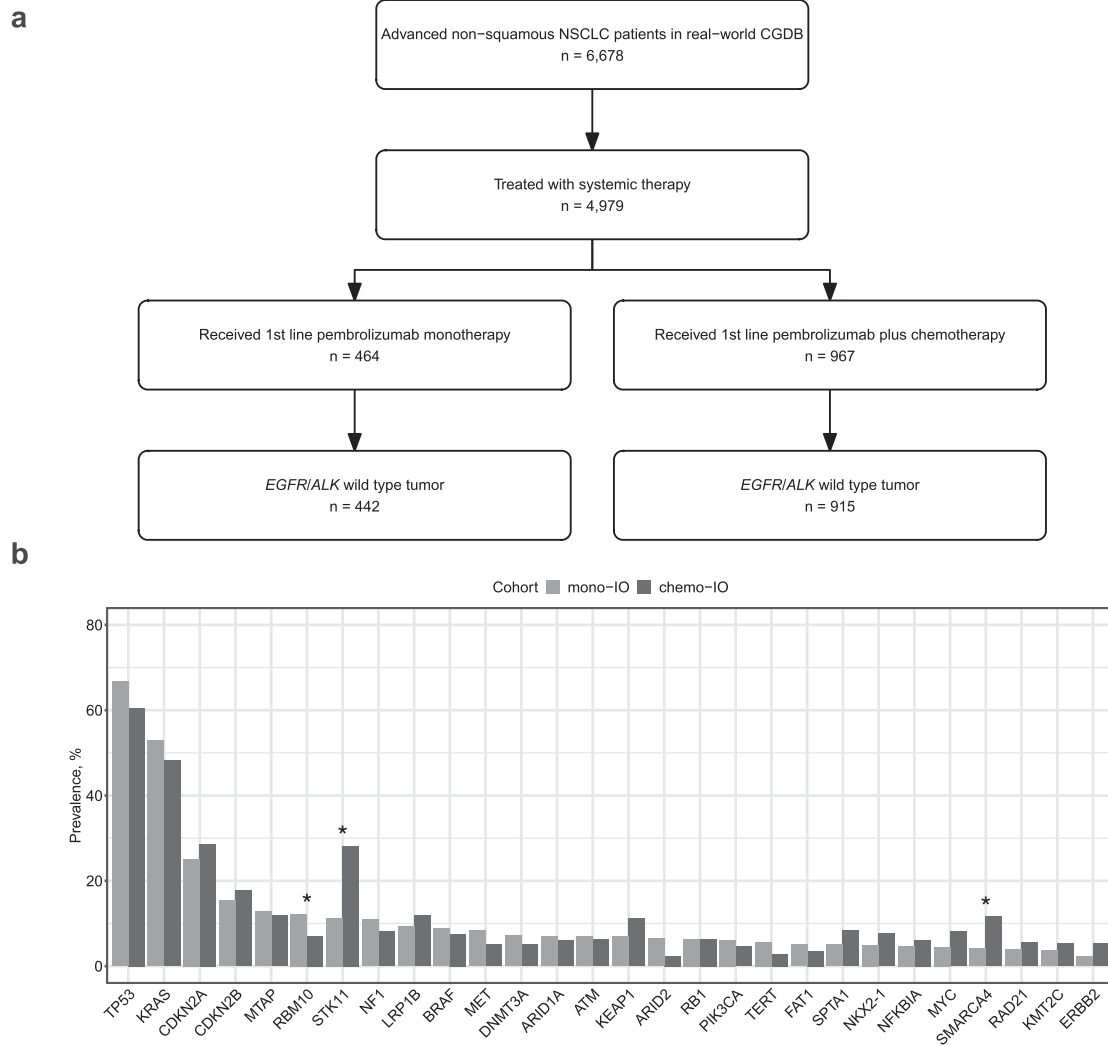 a
Advanced non−squamous NSCLC patients in real−world CGDB
n = 6,678
Treated with systemic therapy
n = 4,979
Received 1st line pembrolizumab monotherapy
n = 464
Received 1st line pembrolizumab plus chemotherapy
n = 967
EGFR/ALK wild type tumor
n = 442
EGFR/ALK wild type tumor
n = 915
b
Cohort mono−IO chemo−IO
Prevalence, %
80
60
40
20
0
*
*
*
TP53
KRAS
CDKN2A
CDKN2B
MTAP
RBM10
STK11
NF1
LRP1B
BRAF
MET
DNMT3A
ARID1A
ATM
KEAP1
ARID2
RB1
PIK3CA
TERT
FAT1
SPTA1
NKX2-1
NFKBIA
MYC
SMARCA4
RAD21
KMT2C
ERBB2